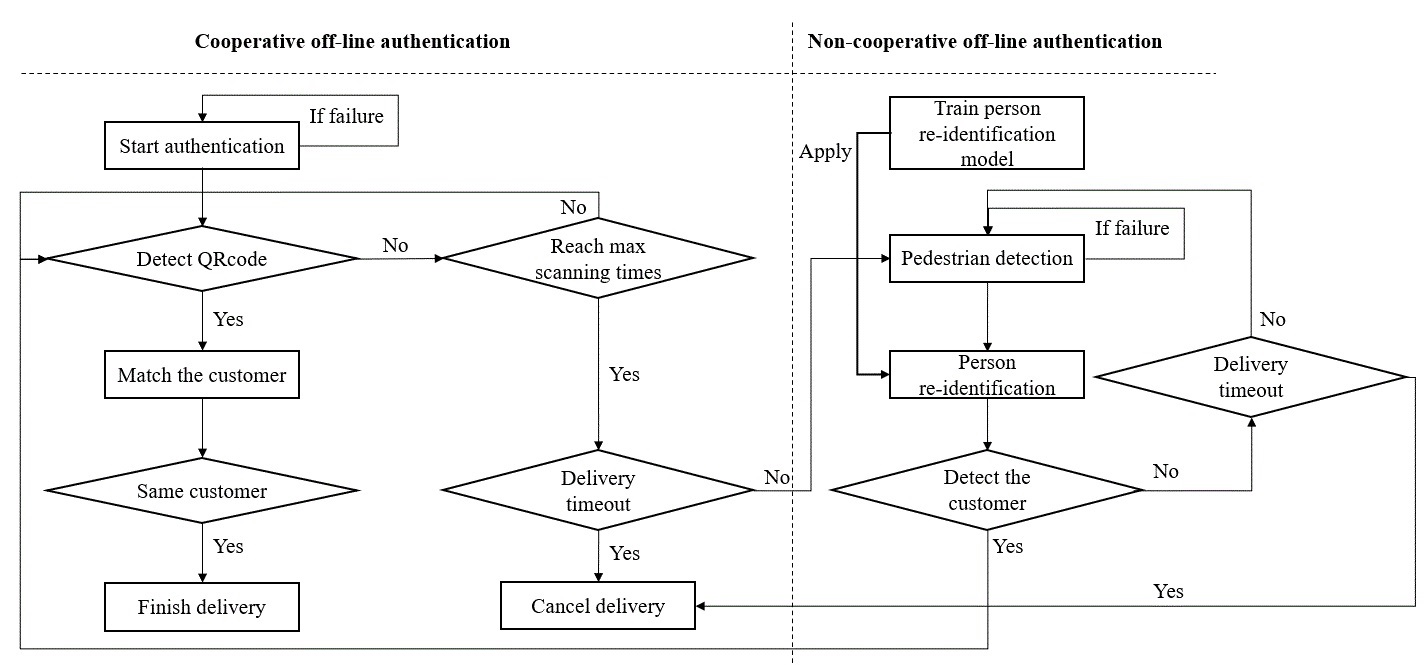 Cooperative off-line authentication
Non-cooperative off-line authentication
If failure
Start authentication
No
Detect QRcode
No
Reach max
scanning times
Yes
Match the customer
Yes
Same customer
Delivery
timeout
No
Yes
Yes
Finish delivery
Cancel delivery
Train person
re-identification
model
Apply
If failure
Pedestrian detection
No
Person
re-identification
Delivery
timeout
Detect the
customer
No
Yes
Yes